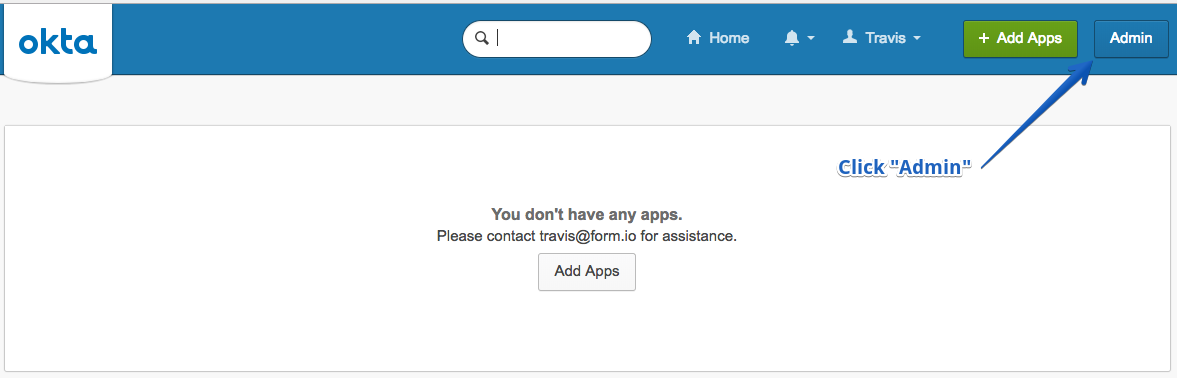 okta
Home
Travis
+ Add Apps
Admin
Click "Admin"
You don't have any apps.
Please contact travis@form.io for assistance.
Add Apps